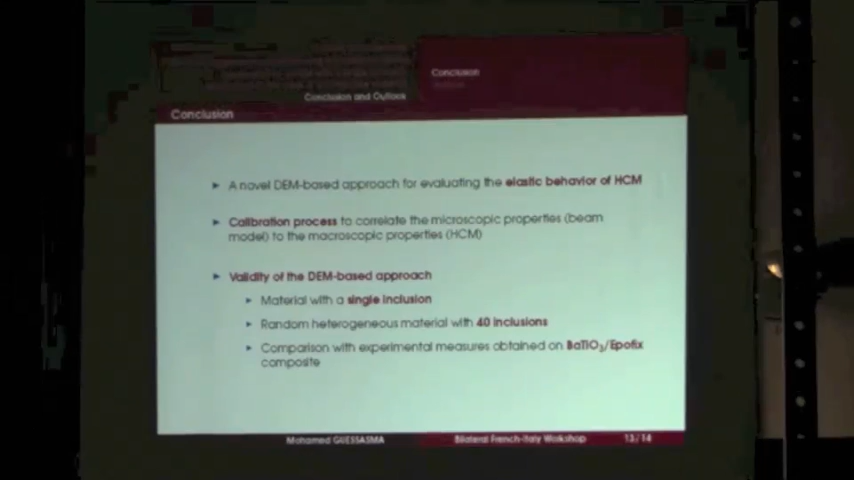 Conclusion
Conclusion and Outlook
Conclusion
► A novel DEM-based approach for evaluating the elastic behavior of HCM
► Calibration process to correlate the microscopic properties (beam
model) to the macroscopic properties (HCM)
► Validity of the DEM-based approach
► Material with a single inclusion
► Random heterogeneous material with 40 inclusions
► Comparison with experimental measures obtained on BaTiO3/Epofix
composite
Mohamed GUESSASMA
Bilateral French-Italy Workshop
13/14